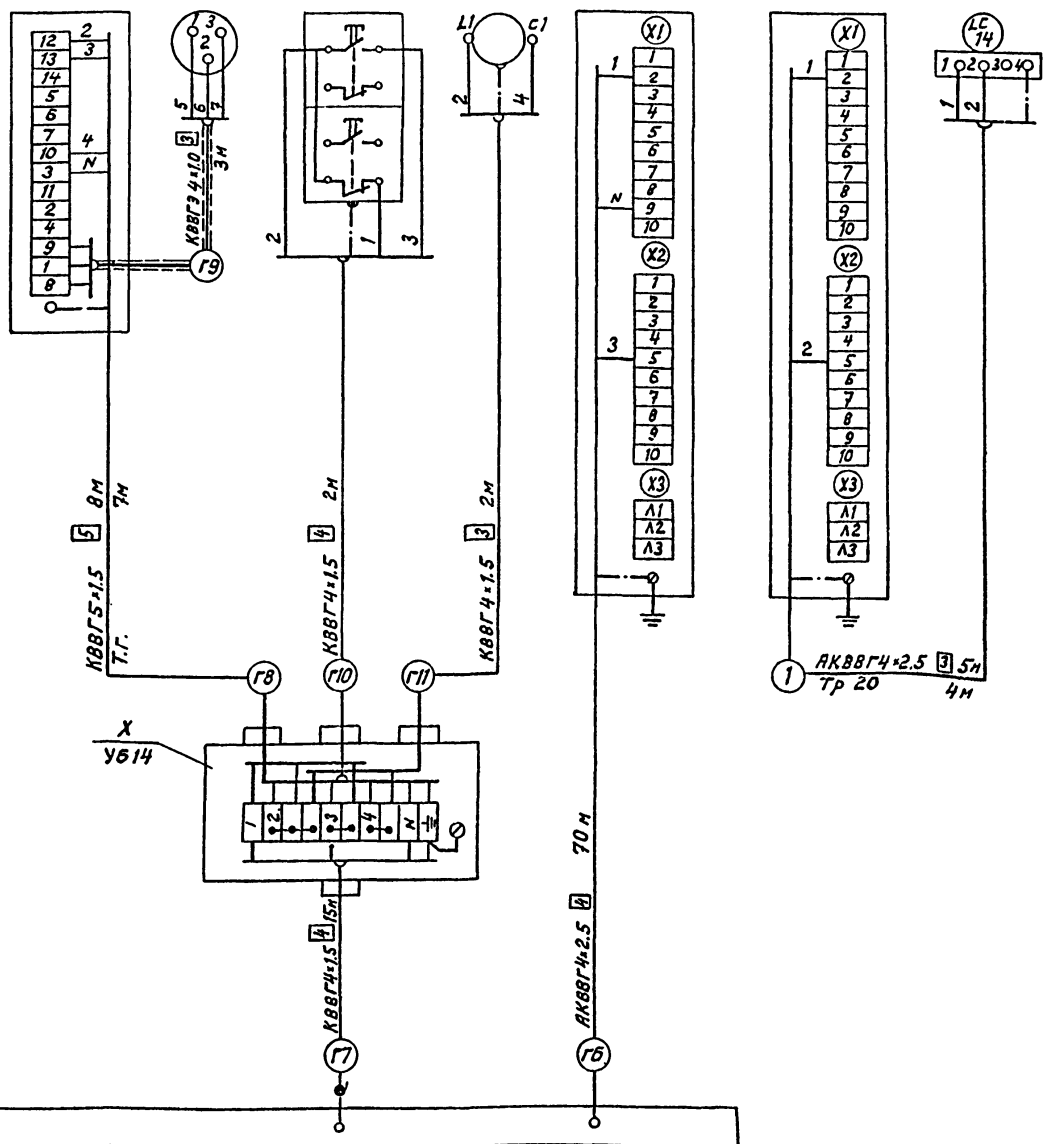 12
13
14
5
6
7
10
3
11
2
4
9
1
8
2
3
4
N
1 3
2
5 6 7
КВВГЭ 4×1.0 3
3м
Г9
2
1
3
L1 C1
2 4
X1
1
2
3
4
5
6
7
8
9
10
1
N
X2
1
2
3
4
5
6
7
8
9
10
3
X3
Л1
Л2
Л3
X1
1
2
3
4
5
6
7
8
9
10
1
X2
1
2
3
4
5
6
7
8
9
10
2
X3
Л1
Л2
Л3
LC
14
1 2 3 4
1 2
КВВГ5×1.5 5 8м
Т.Г. 7м
КВВГ4×1.5 4 2м
КВВГ4×1.5 3 2м
Г8
Г10
Г11
1
АКВВГ4×2.5 3 5м
Тр 20 4м
X
У614
1 2 3 4 N
КВВГ4×1.5 4 15м
АКВВГ4×2.5 4 70м
Г7
Г6